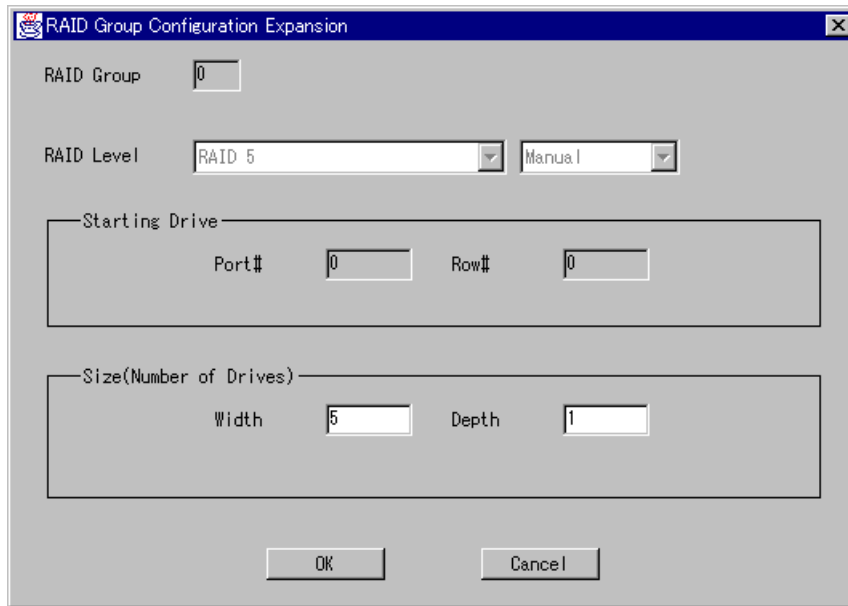 RAID Group Configuration Expansion
RAID Group 0
RAID Level RAID 5 Manual
Starting Drive
Port# 0 Row# 0
Size(Number of Drives)
Width 5 Depth 1
OK Cancel